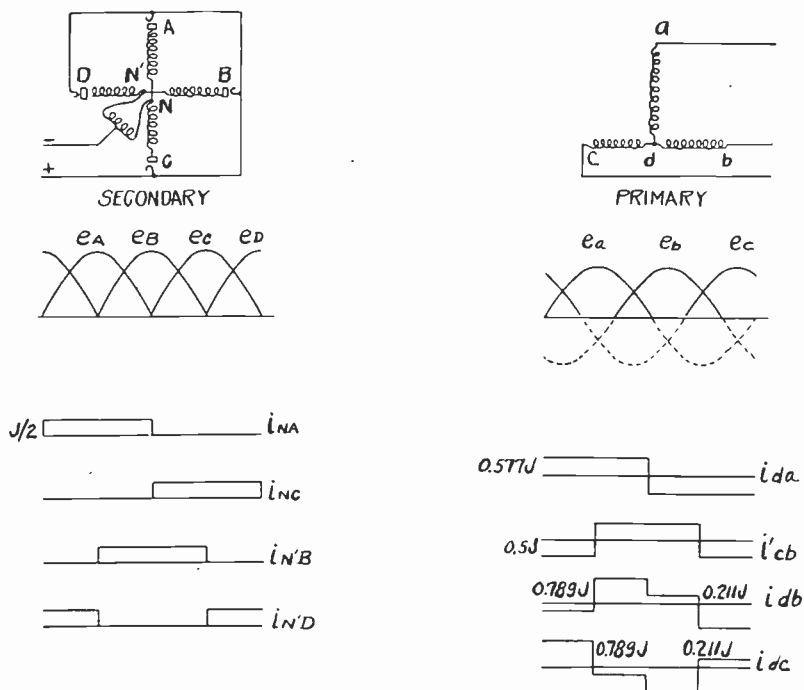 A
D
N'
B
N
C
−
+
SECONDARY
a
C
d
b
PRIMARY
eA eB eC eD
ea eb ec
J/2
iNA
iNC
iN'B
iN'D
0.577J
ida
0.5J
i'cb
0.789J
0.211J
idb
0.789J
0.211J
idc